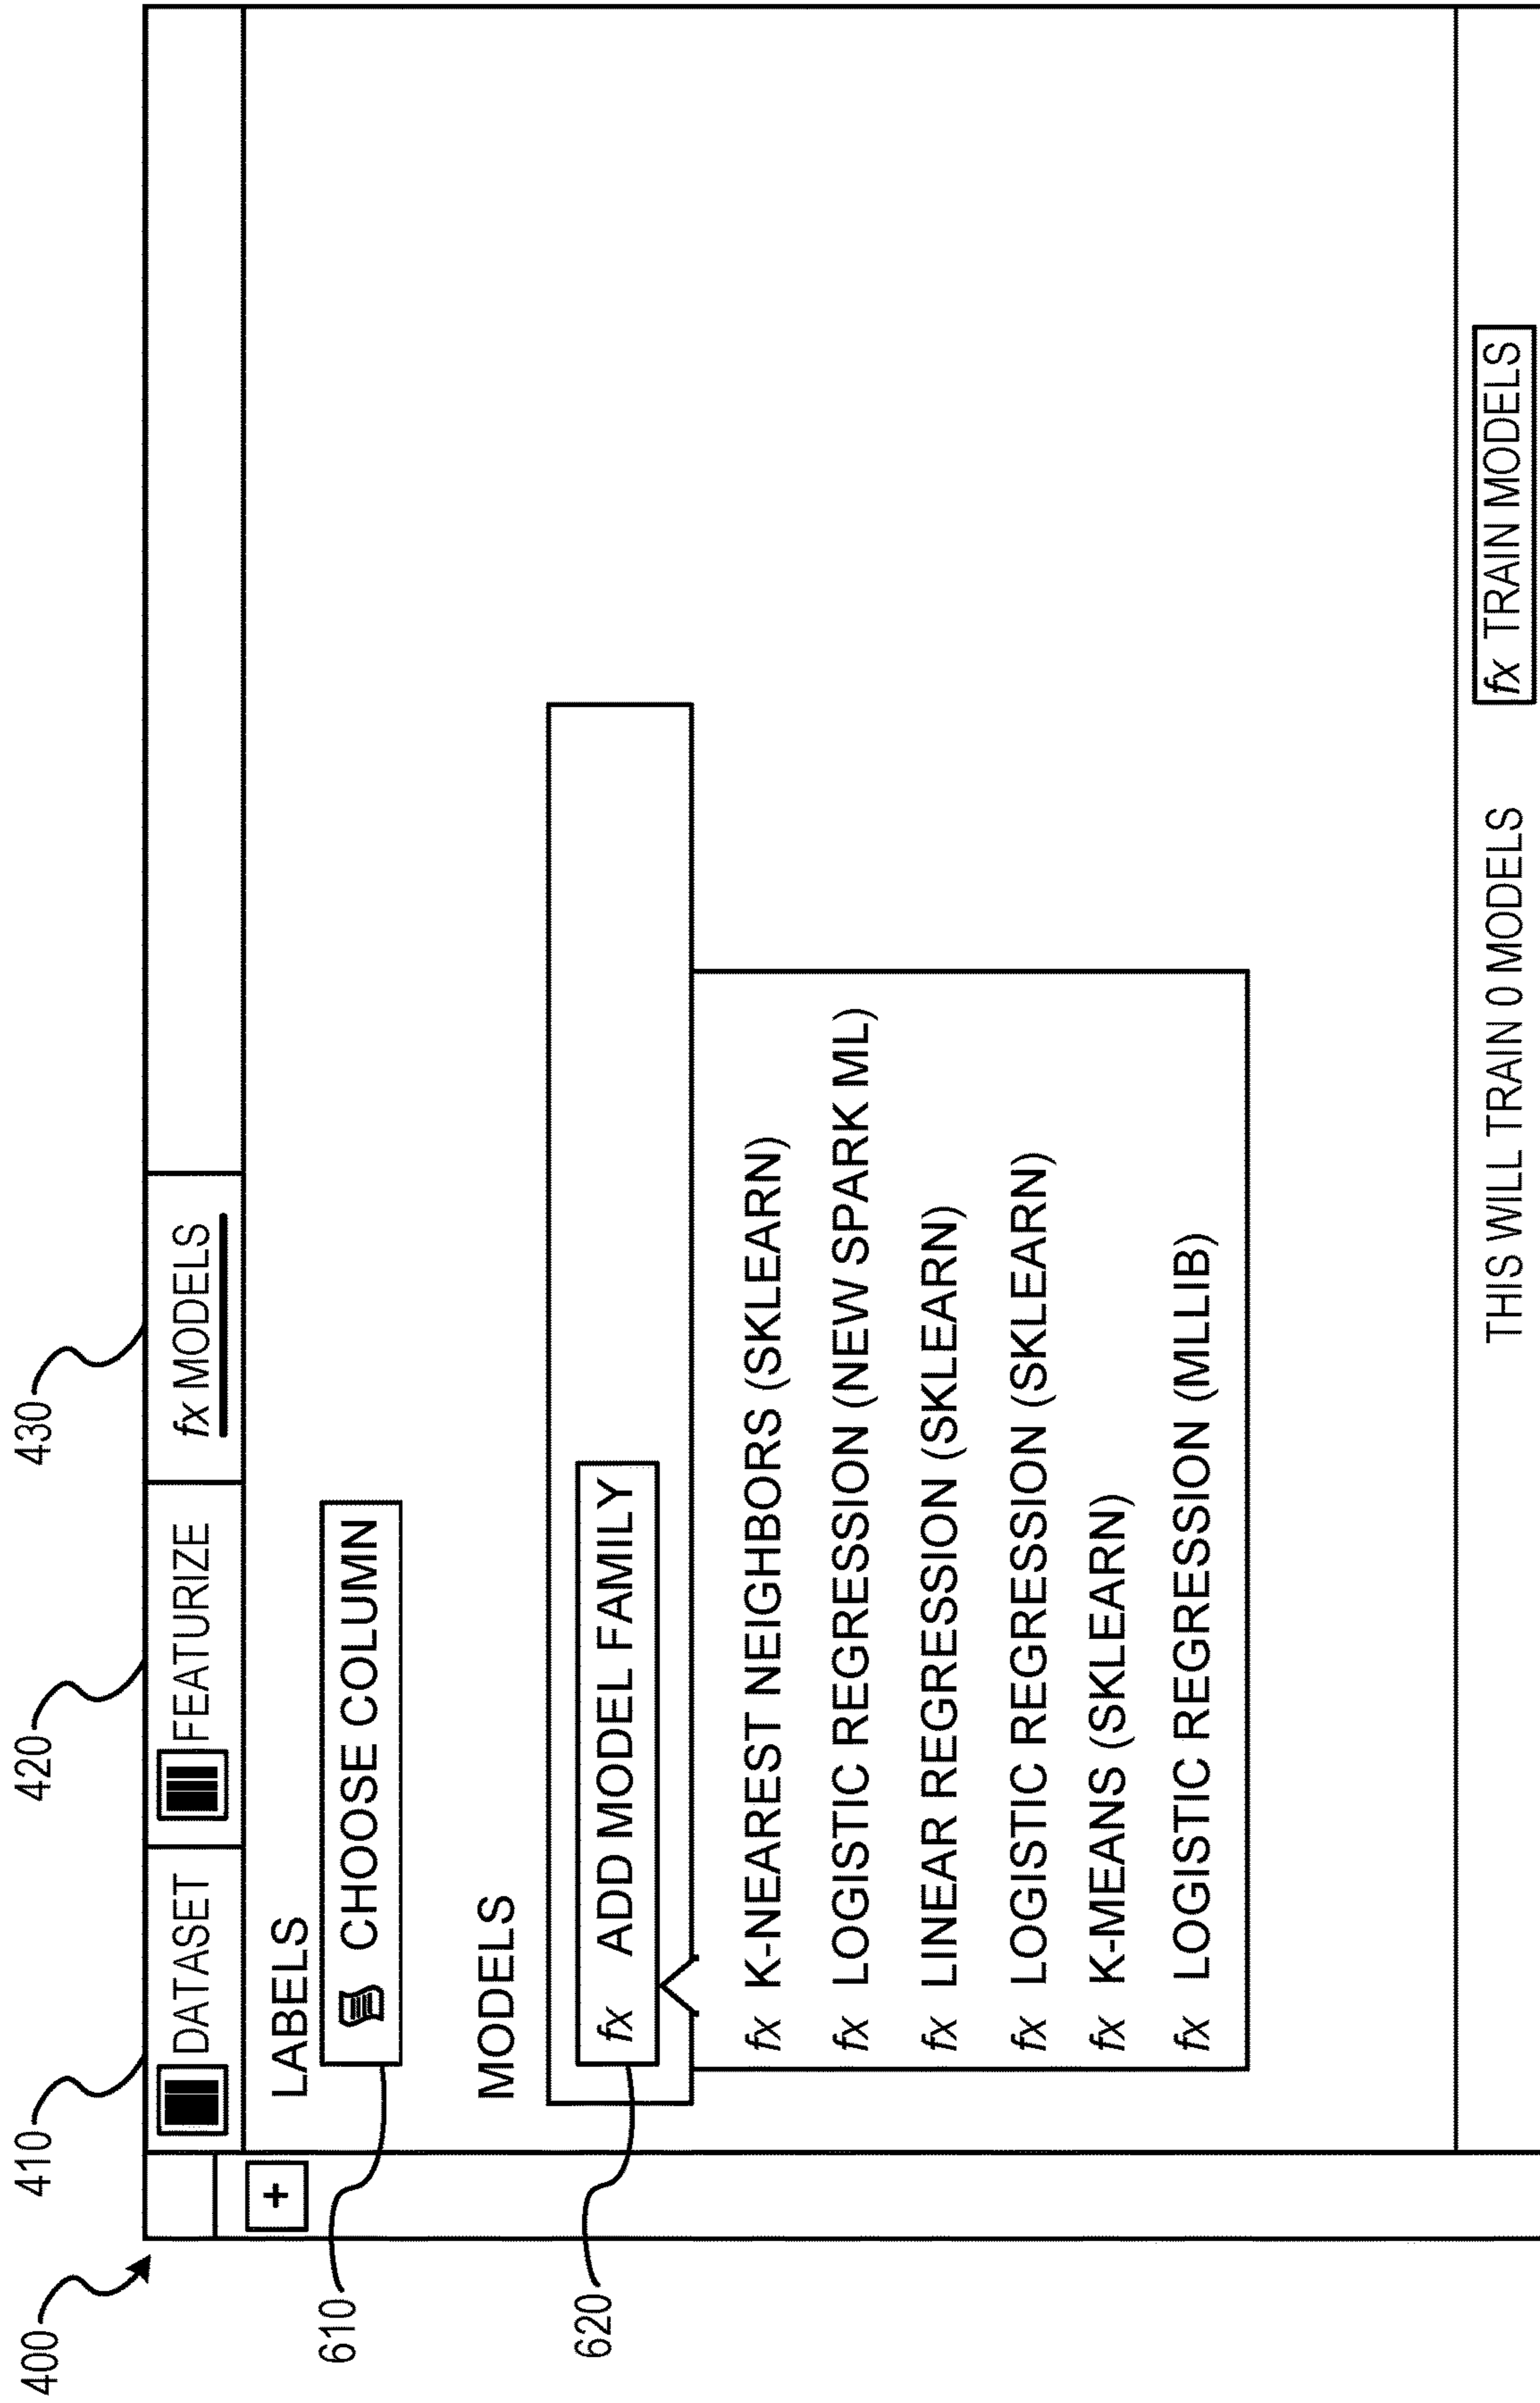 400
410
420
430
DATASET
FEATURIZE
fx MODELS
+
LABELS
610
CHOOSE COLUMN
MODELS
620
fx ADD MODEL FAMILY
fx K-NEAREST NEIGHBORS (SKLEARN)
fx LOGISTIC REGRESSION (NEW SPARK ML)
fx LINEAR REGRESSION (SKLEARN)
fx LOGISTIC REGRESSION (SKLEARN)
fx K-MEANS (SKLEARN)
fx LOGISTIC REGRESSION (MLLIB)
THIS WILL TRAIN 0 MODELS
fx TRAIN MODELS